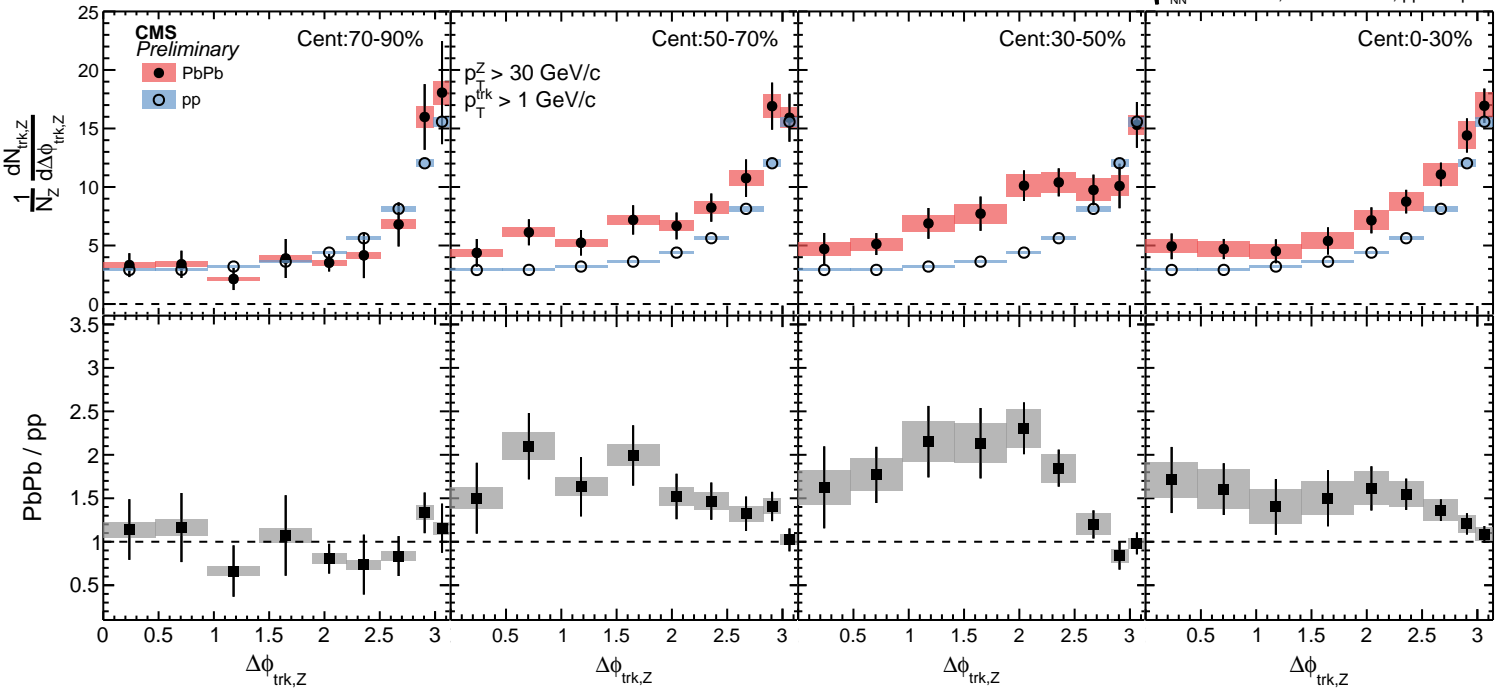 CMS
Preliminary
PbPb
pp
Cent:70-90%
Cent:50-70%
p_T^Z > 30 GeV/c
p_T^trk > 1 GeV/c
Cent:30-50%
Cent:0-30%
1/N_Z dN_trk,Z/dΔϕ_trk,Z
25
20
15
10
5
0
PbPb / pp
3.5
3
2.5
2
1.5
1
0.5
0 0.5 1 1.5 2 2.5 3
0.5 1 1.5 2 2.5 3
0.5 1 1.5 2 2.5 3
0.5 1 1.5 2 2.5 3
Δϕ_trk,Z
Δϕ_trk,Z
Δϕ_trk,Z
Δϕ_trk,Z